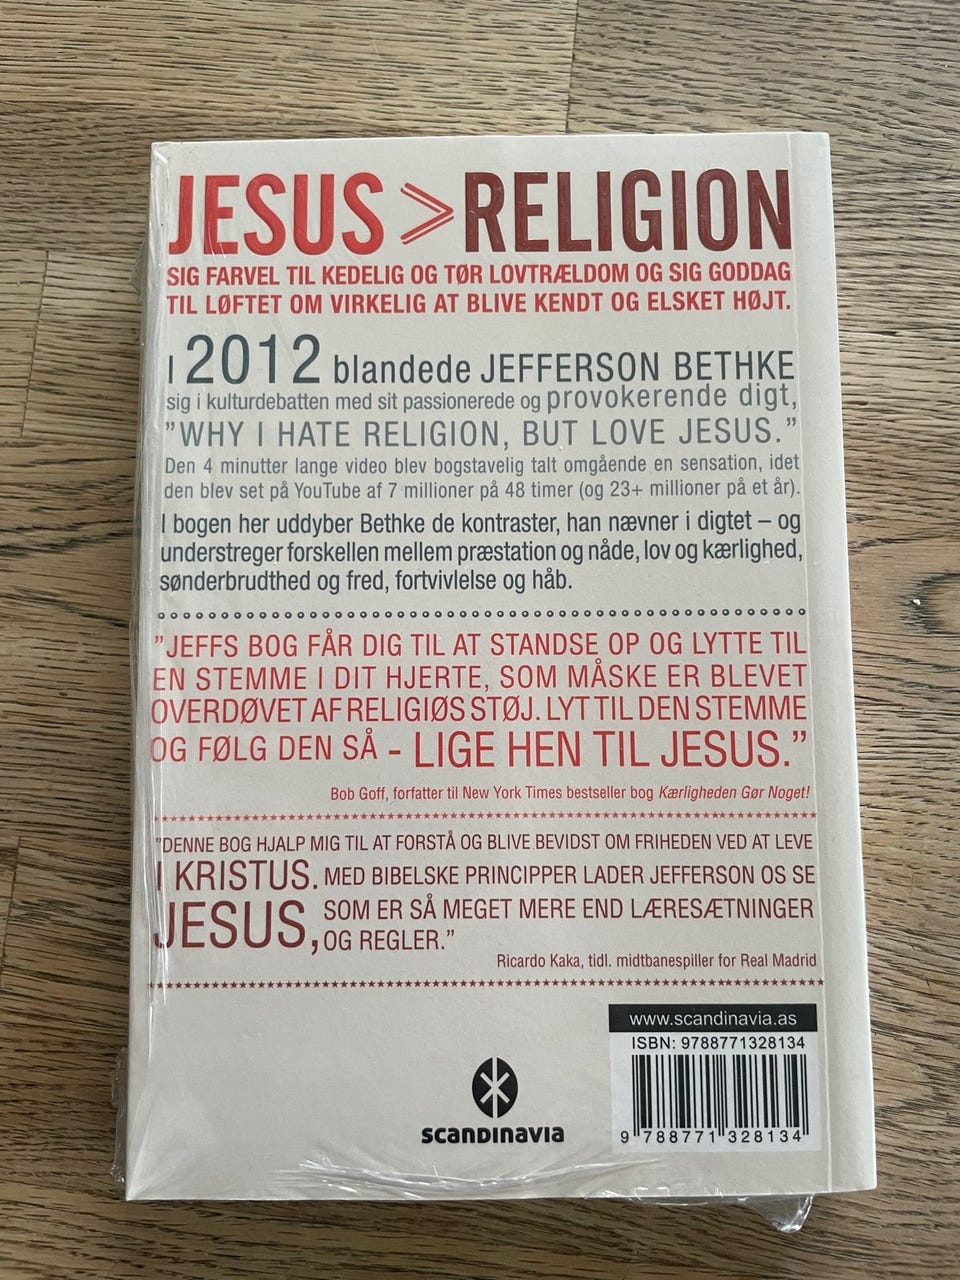 JESUS > RELIGION
SIG FARVEL TIL KEDELIG OG TØR LOVTRÆLDOM OG SIG GODDAG
TIL LØFTET OM VIRKELIG AT BLIVE KENDT OG ELSKET HØJT.
I 2012 blandede JEFFERSON BETHKE
sig i kulturdebatten med sit passionerede og provokerende digt,
”WHY I HATE RELIGION, BUT LOVE JESUS.”
Den 4 minutter lange video blev bogstavelig talt omgående en sensation, idet
den blev set på YouTube af 7 millioner på 48 timer (og 23+ millioner på et år).
I bogen her uddyber Bethke de kontraster, han nævner i digtet – og
understreger forskellen mellem præstation og nåde, lov og kærlighed,
sønderbrudthed og fred, fortvivlelse og håb.
”JEFFS BOG FÅR DIG TIL AT STANDSE OP OG LYTTE TIL
EN STEMME I DIT HJERTE, SOM MÅSKE ER BLEVET
OVERDØVET AF RELIGIØS STØJ. LYT TIL DEN STEMME
OG FØLG DEN SÅ - LIGE HEN TIL JESUS.”
Bob Goff, forfatter til New York Times bestseller bog Kærligheden Gør Noget!
”DENNE BOG HJALP MIG TIL AT FORSTÅ OG BLIVE BEVIDST OM FRIHEDEN VED AT LEVE
I KRISTUS. MED BIBELSKE PRINCIPPER LADER JEFFERSON OS SE
JESUS, SOM ER SÅ MEGET MERE END LÆRESÆTNINGER
OG REGLER.”
Ricardo Kaka, tidl. midtbanespiller for Real Madrid
www.scandinavia.as
ISBN: 9788771328134
SCANDINAVIA
9 788771 328134